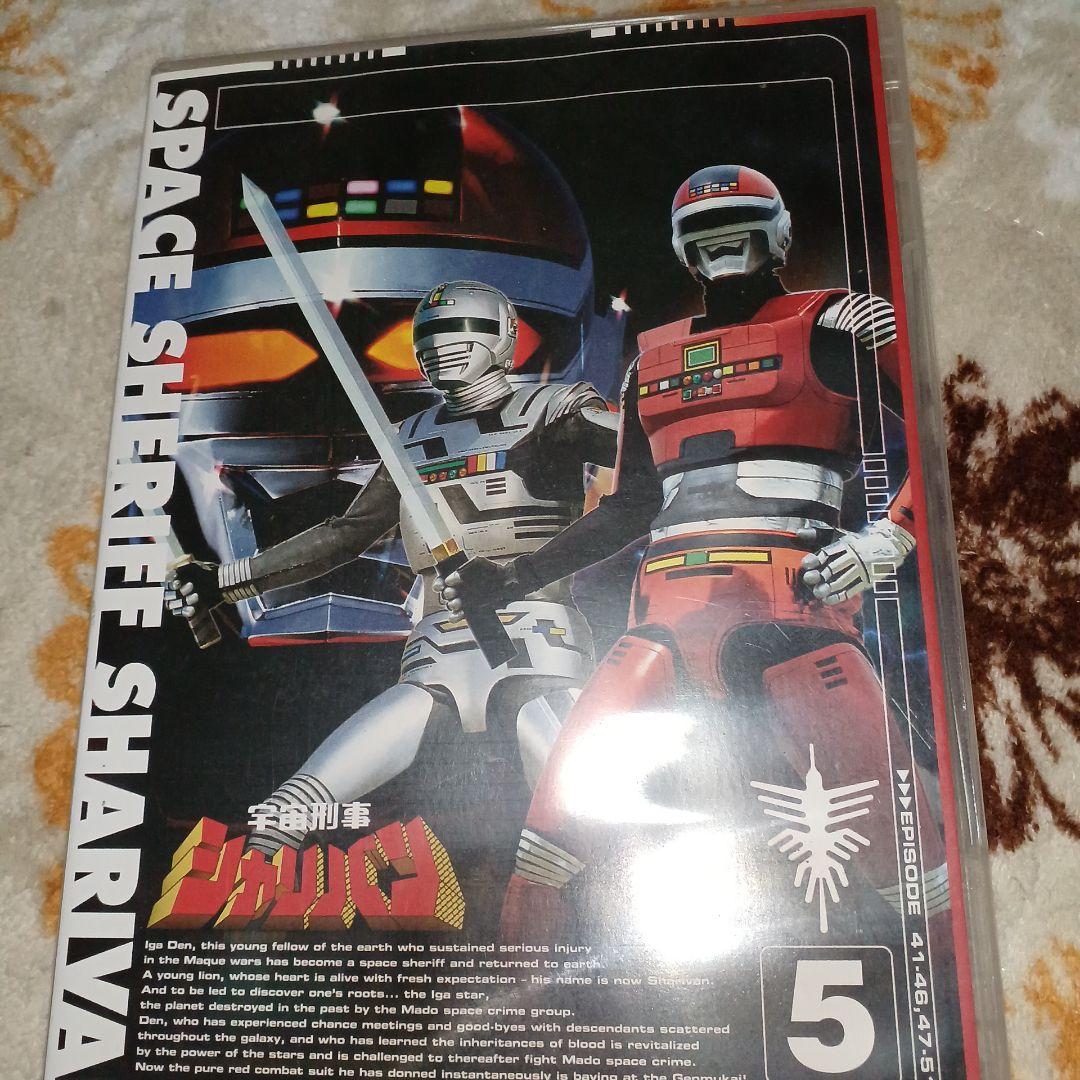 SPACE SHERIFF SHARIVA
宇宙刑事
シャリバン
Iga Den, this young fellow of the earth who sustained serious injury
in the Maque wars has become a space sheriff and returned to earth.
A young lion, whose heart is alive with fresh expectation - his name is now Sharivan.
And to be led to discover one's roots... the Iga star,
the planet destroyed in the past by the Mado space crime group.
Den, who has experienced chance meetings and good-byes with descendants scattered
throughout the galaxy, and who has learned the inheritances of blood is revitalized
by the power of the stars and is challenged to thereafter fight Mado space crime.
Now the pure red combat suit he has donned instantaneously is baying at the Genmukai!
EPISODE 41-46,47-5
5